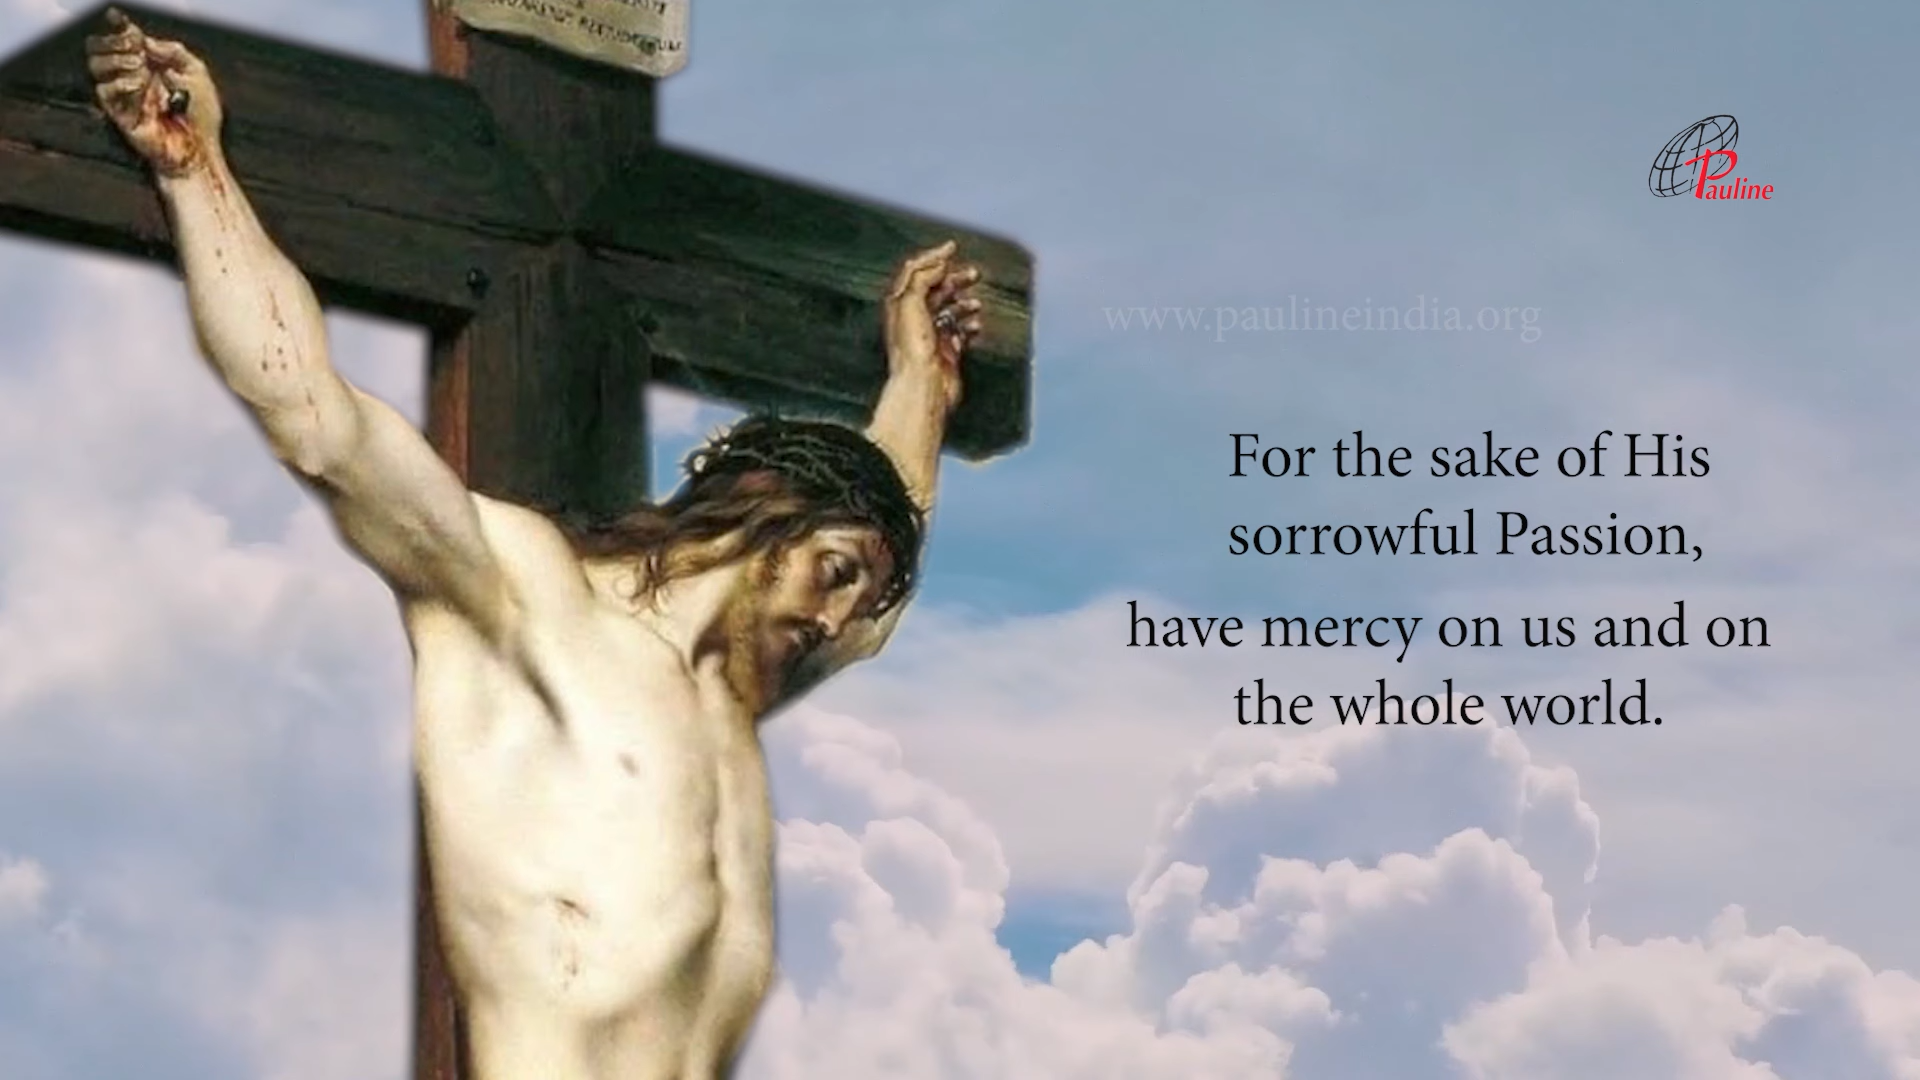 Pauline
www.paulineindia.org
For the sake of His
sorrowful Passion,
have mercy on us and on
the whole world.